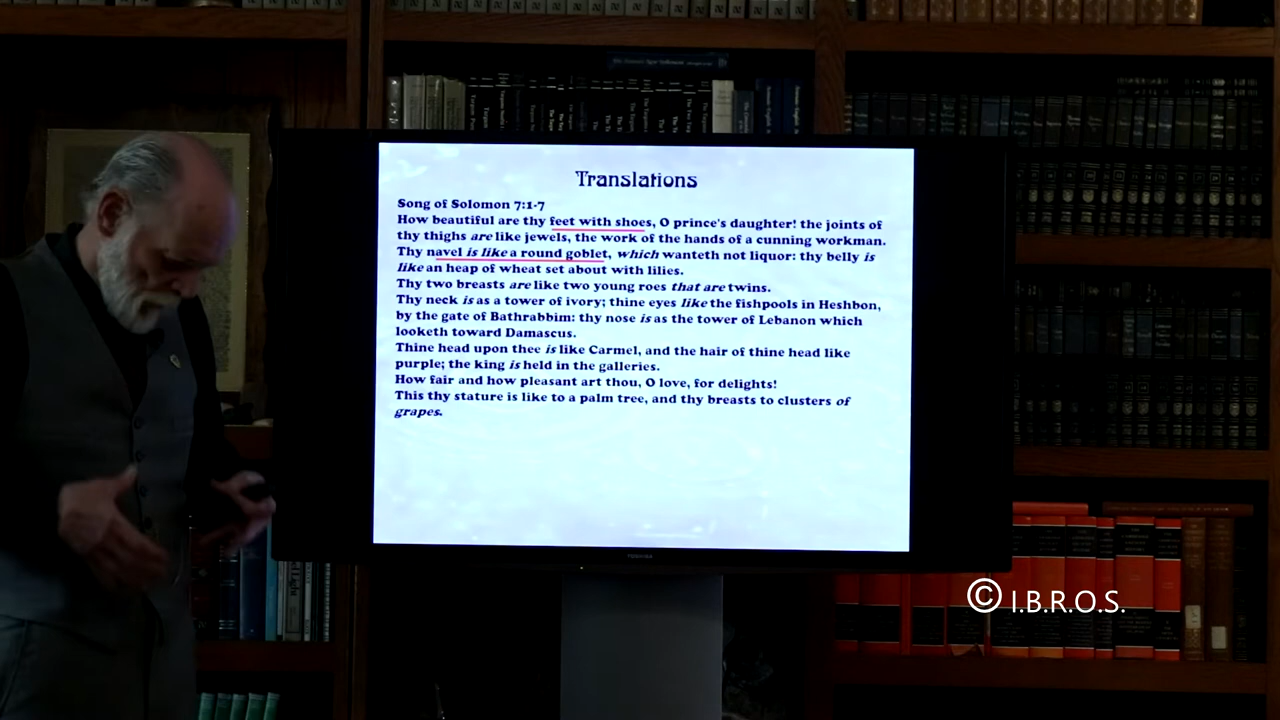 Translations
Song of Solomon 7:1-7
How beautiful are thy feet with shoes, O prince's daughter! the joints of
thy thighs are like jewels, the work of the hands of a cunning workman.
Thy navel is like a round goblet, which wanteth not liquor: thy belly is
like an heap of wheat set about with lilies.
Thy two breasts are like two young roes that are twins.
Thy neck is as a tower of ivory; thine eyes like the fishpools in Heshbon,
by the gate of Bathrabbim: thy nose is as the tower of Lebanon which
looketh toward Damascus.
Thine head upon thee is like Carmel, and the hair of thine head like
purple; the king is held in the galleries.
How fair and how pleasant art thou, O love, for delights!
This thy stature is like to a palm tree, and thy breasts to clusters of
grapes.
TOSHIBA
© I.B.R.O.S.